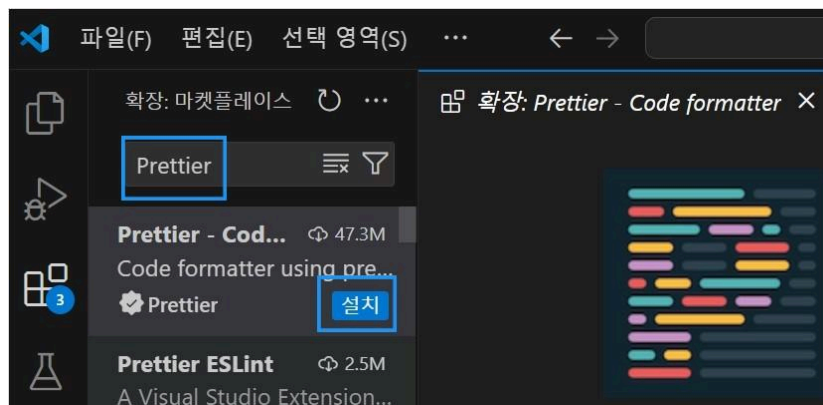 파일(F) 편집(E) 선택 영역(S) ···
확장: 마켓플레이스 ···
확장: Prettier - Code formatter
Prettier
Prettier - Cod... 47.3M
Code formatter using pre...
Prettier 설치
3
Prettier ESLint 2.5M
A Visual Studio Extension...